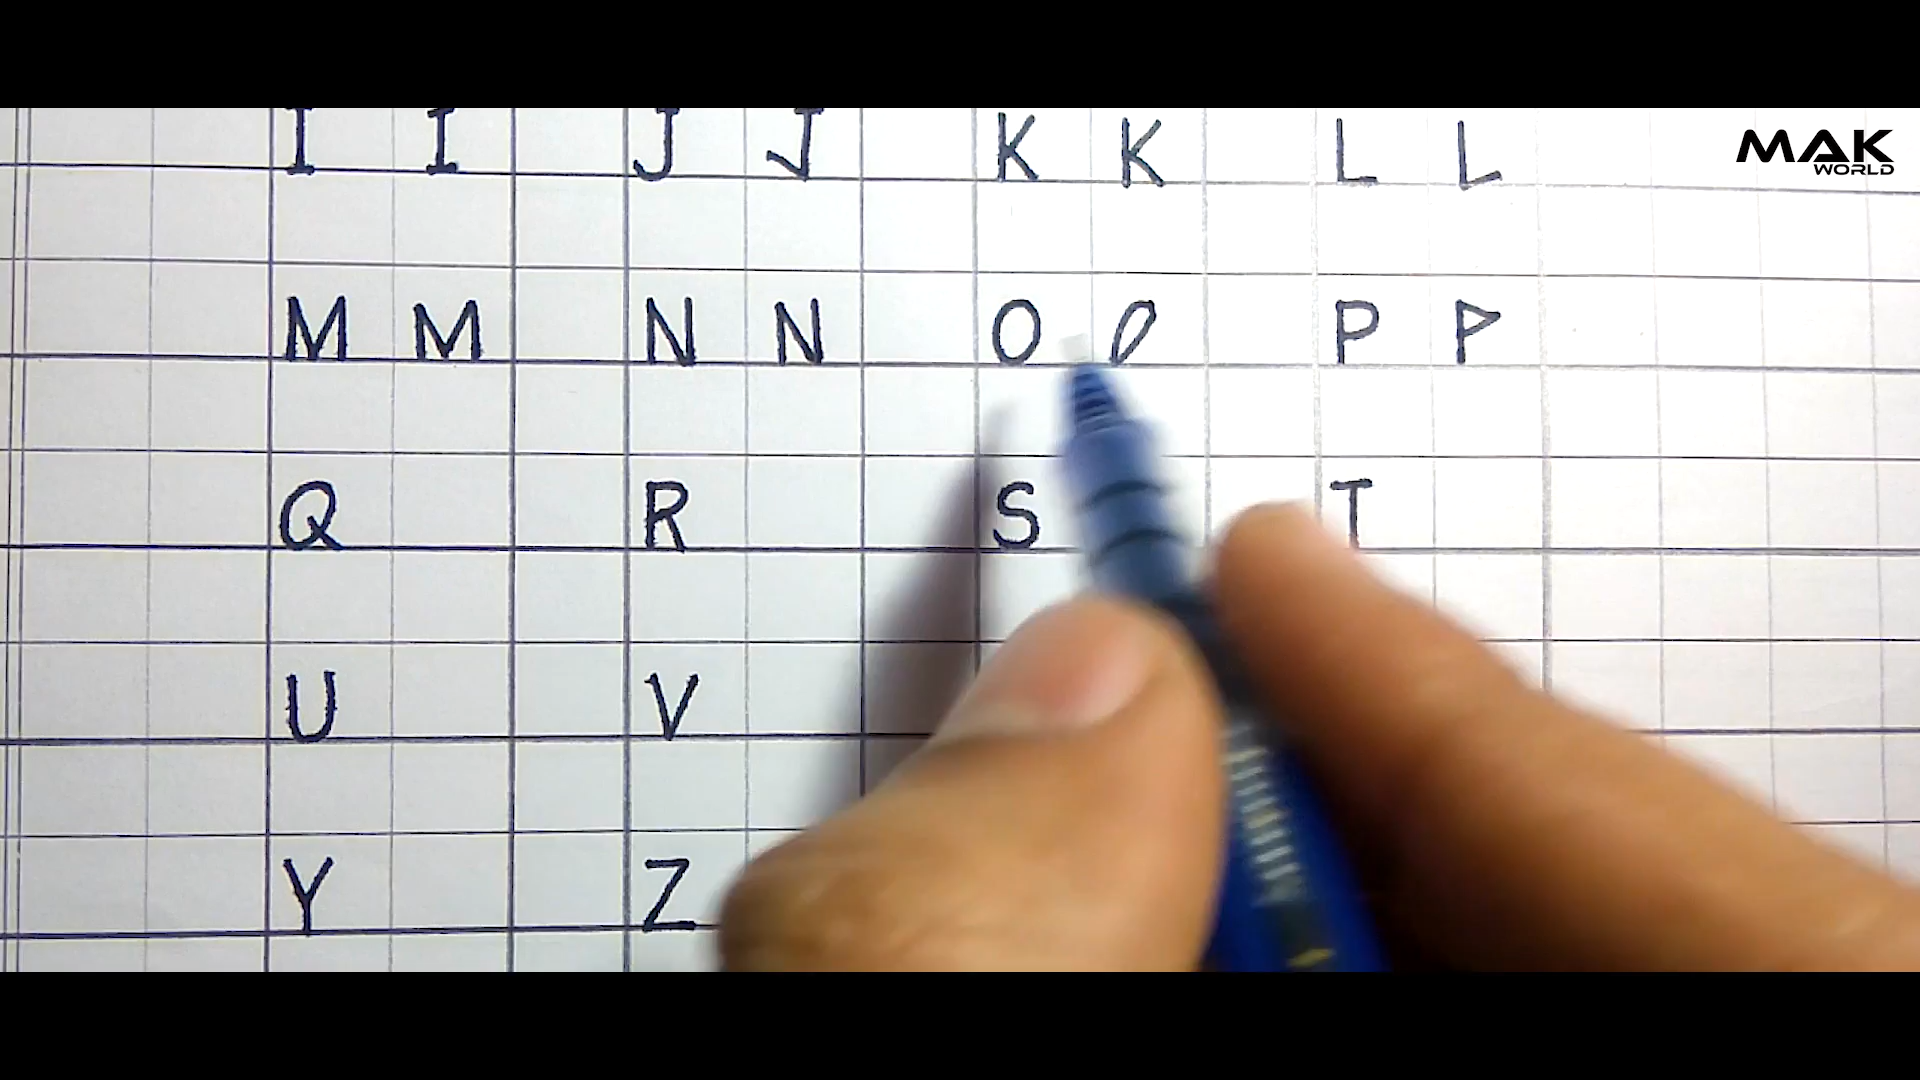 I I J J K K L L
MAK
WORLD
M M N N O O P P
Q R S T
U V
Y Z